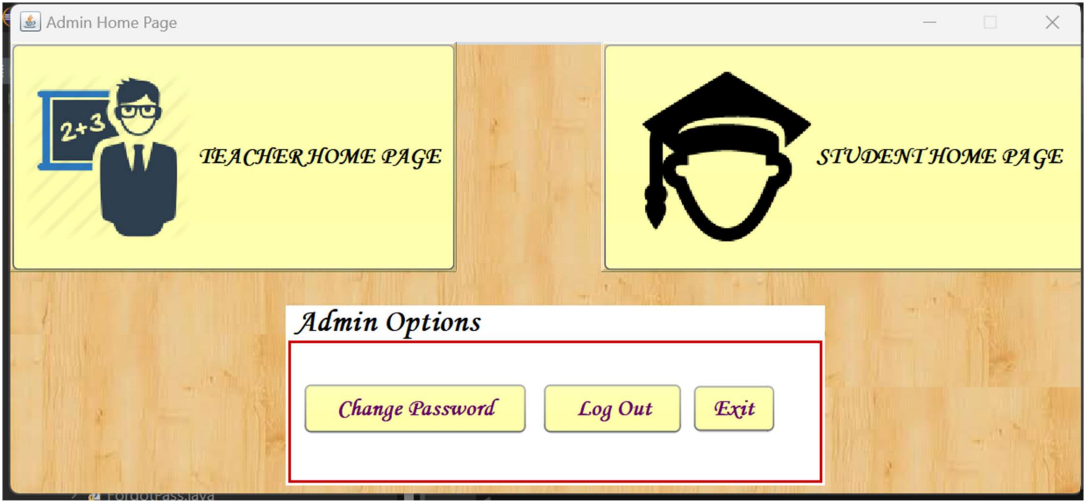 Admin Home Page
2+3
TEACHER HOME PAGE
STUDENT HOME PAGE
Admin Options
Change Password
Log Out
Exit
ForgotPass.java